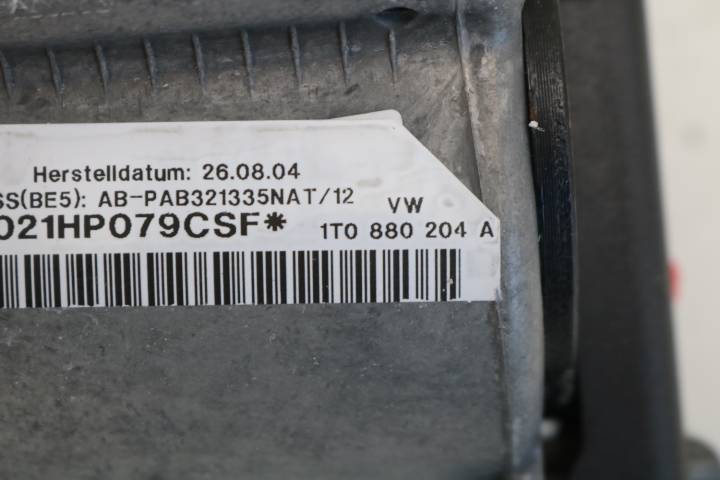 Herstelldatum: 26.08.04
SS(BE5): AB-PAB321335NAT/12 VW
021HP079CSF* 1T0 880 204 A